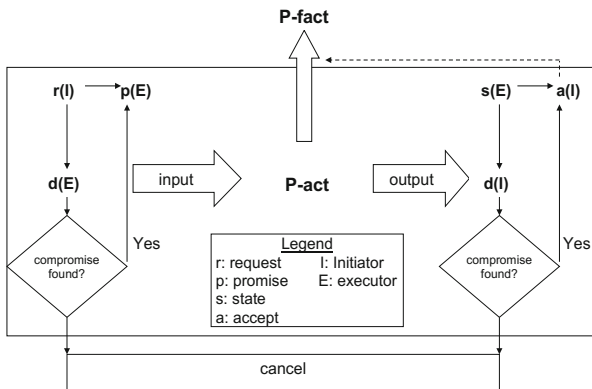 P-fact
r(I) p(E)
s(E) a(I)
d(E)
input
P-act
output
d(I)
Yes
Yes
compromise
found?
compromise
found?
Legend
r: request I: Initiator
p: promise E: executor
s: state
a: accept
cancel